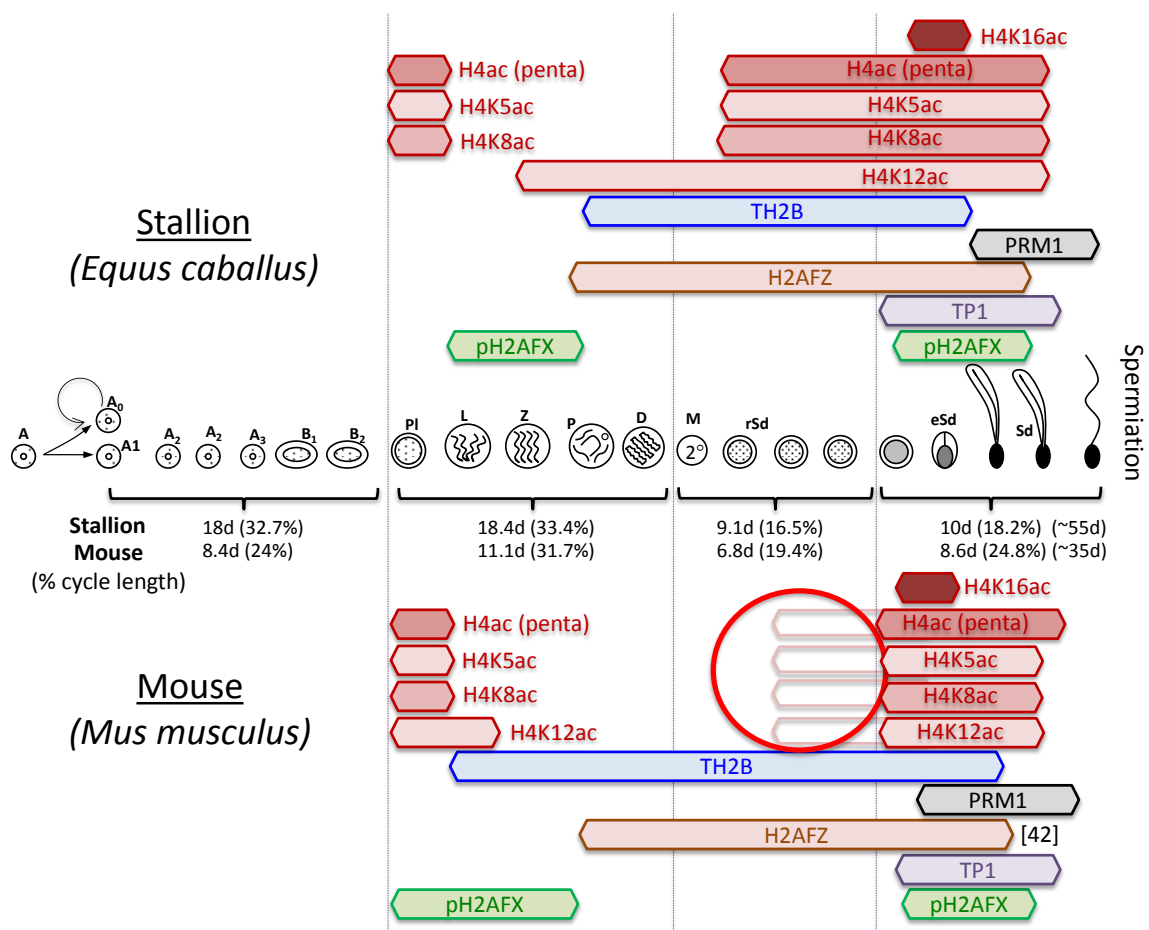 H4K16ac
H4ac (penta) H4ac (penta)
H4K5ac H4K5ac
H4K8ac H4K8ac
H4K12ac
Stallion
TH2B
(Equus caballus)
PRM1
H2AFZ
TP1
pH2AFX pH2AFX
Spermiation
A A0 A1 A2 A2 A3 B1 B2 Pl L Z P D M rSd eSd Sd
2°
Stallion 18d (32.7%) 18.4d (33.4%) 9.1d (16.5%) 10d (18.2%) (~55d)
Mouse 8.4d (24%) 11.1d (31.7%) 6.8d (19.4%) 8.6d (24.8%) (~35d)
(% cycle length)
H4K16ac
H4ac (penta) H4ac (penta)
H4K5ac H4K5ac
Mouse
H4K8ac H4K8ac
(Mus musculus)
H4K12ac H4K12ac
TH2B
PRM1
H2AFZ [42]
TP1
pH2AFX pH2AFX